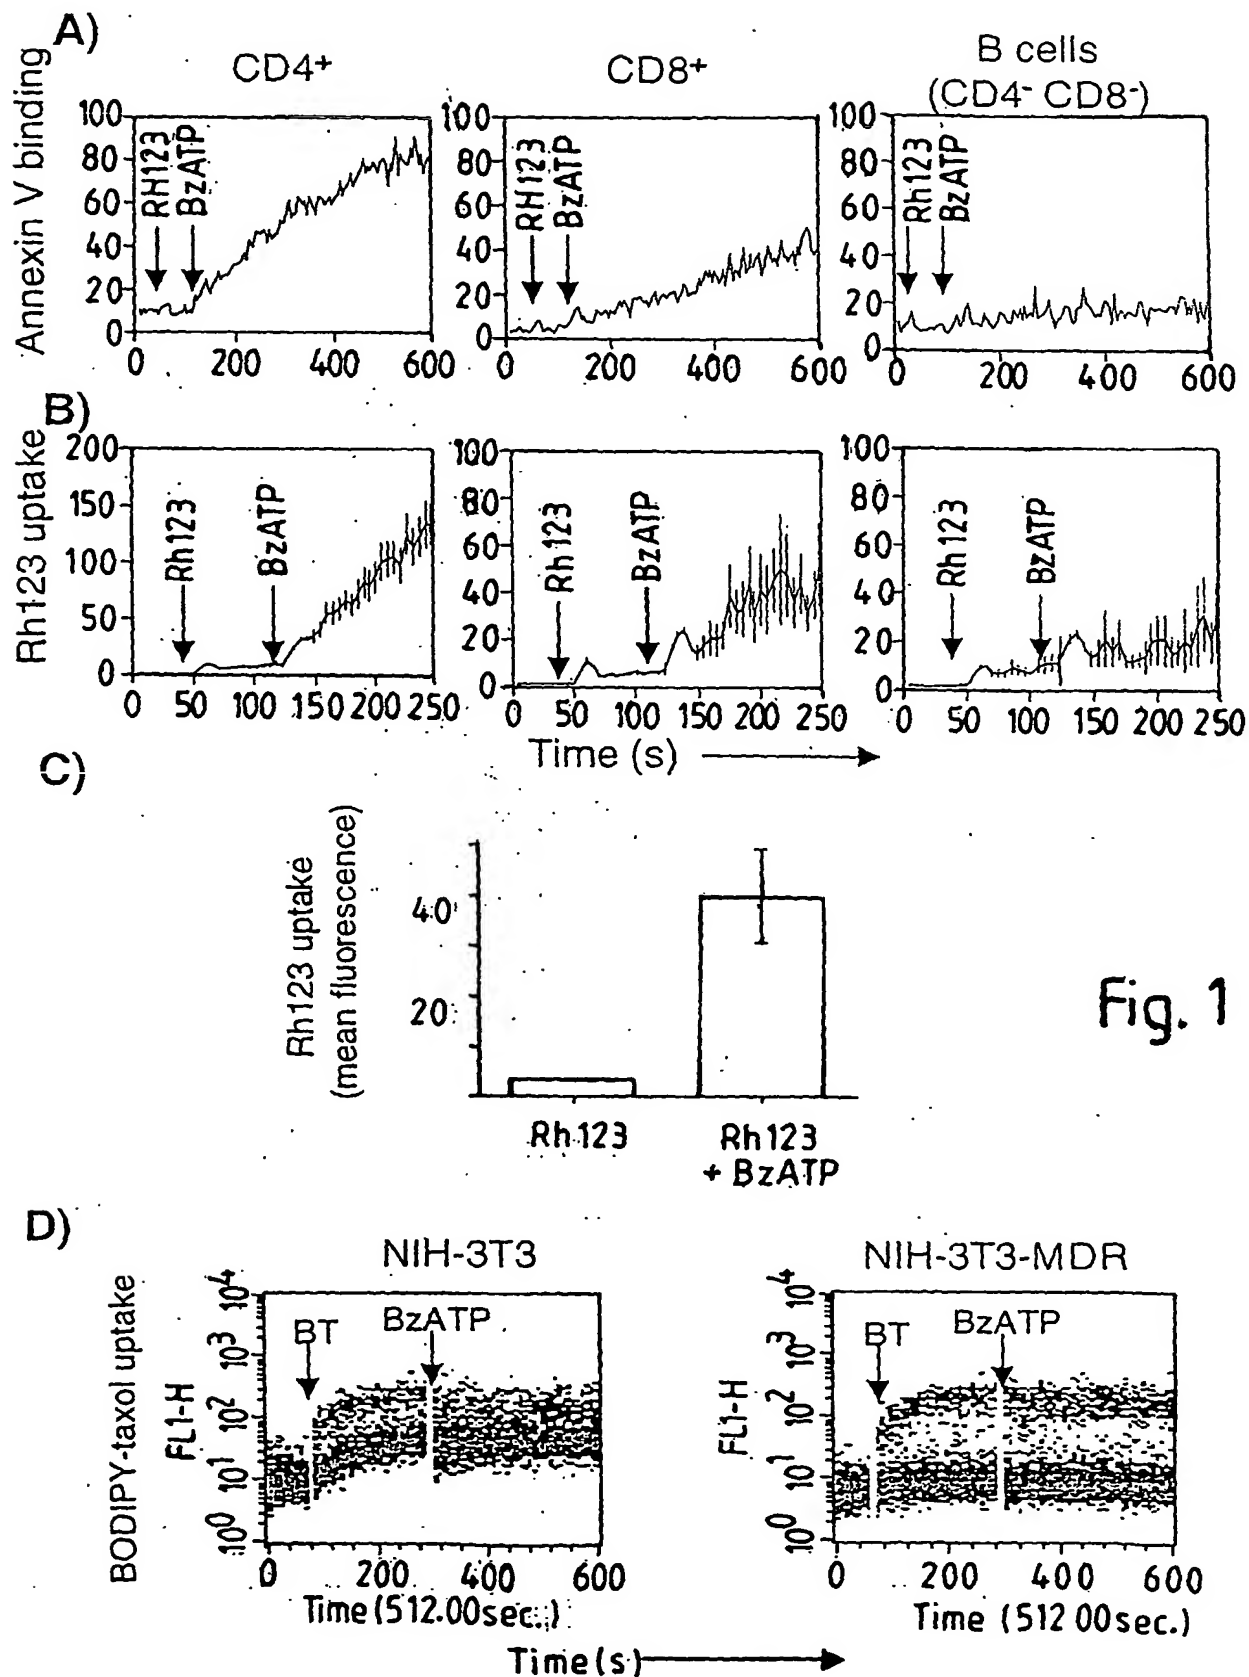 A)
CD4+
CD8+
B cells
(CD4- CD8-)
Annexin V binding
100
80
60
40
20
0
RH123
BzATP
0 200 400 600
100
80
60
40
20
0
RH123
BzATP
0 200 400 600
100
80
60
40
20
0
Rh123
BzATP
0 200 400 600
B)
Rh123 uptake
200
150
100
50
0
Rh123
BzATP
0 50 100 150 200 250
100
80
60
40
20
0
Rh123
BzATP
0 50 100 150 200 250
100
80
60
40
20
0
Rh123
BzATP
0 50 100 150 200 250
Time (s)
C)
Rh123 uptake
(mean fluorescence)
40
20
Rh123
Rh123
+ BzATP
Fig. 1
D)
BODIPY-taxol uptake
NIH-3T3
FL1-H
10^4
10^3
10^2
10^1
10^0
BT
BzATP
0 200 400 600
Time (512.00sec.)
NIH-3T3-MDR
FL1-H
10^4
10^3
10^2
10^1
10^0
BT
BzATP
0 200 400 600
Time (512 00sec.)
Time (s)